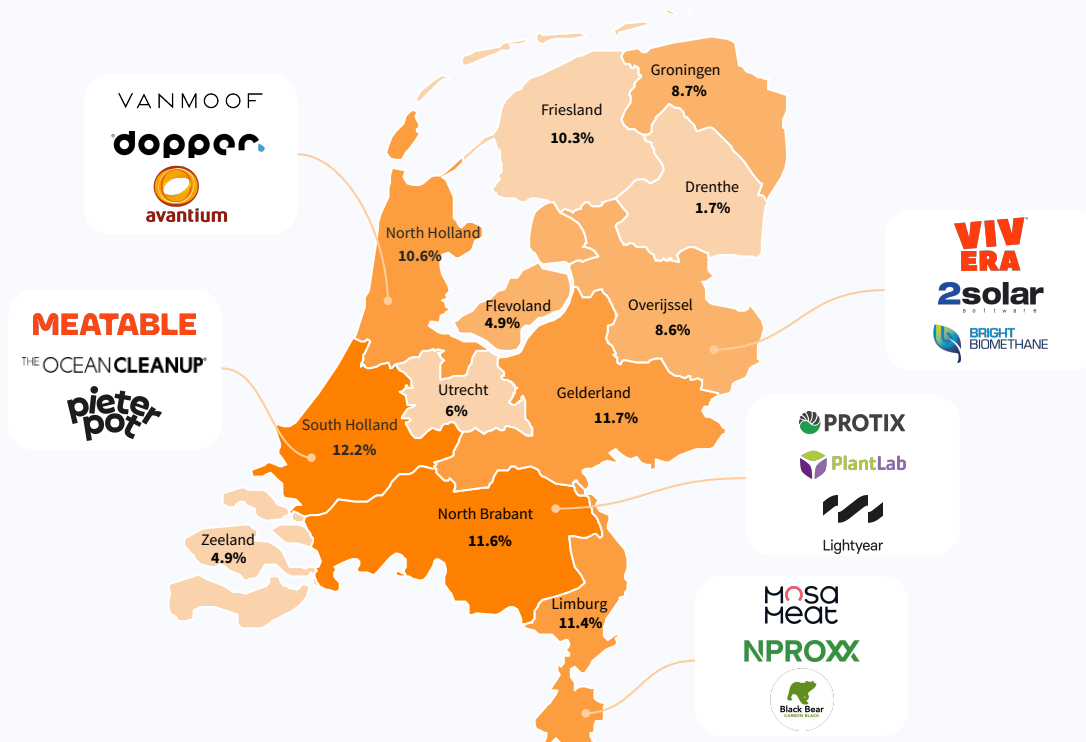 Groningen
8.7%
Friesland
10.3%
VANMOOF
dopper
avantium
Drenthe
1.7%
North Holland
10.6%
VIV
ERA
2solar
software
BRIGHT
BIOMETHANE
Flevoland
4.9%
Overijssel
8.6%
MEATABLE
THE OCEAN CLEANUP®
pieter
pot
Utrecht
6%
Gelderland
11.7%
South Holland
12.2%
PROTIX
PlantLab
Lightyear
North Brabant
11.6%
Zeeland
4.9%
Limburg
11.4%
MOSA
Meat
NPROXX
Black Bear
CARBON BLACK